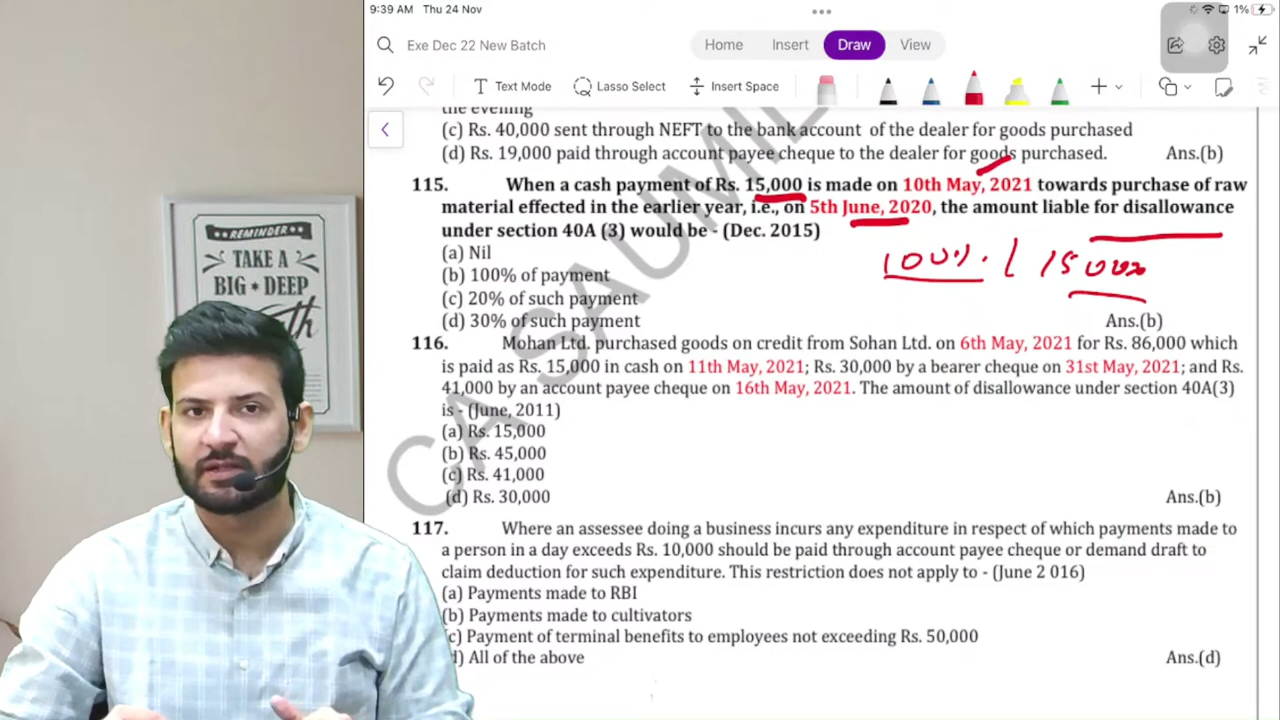 9:39 AM Thu 24 Nov
1%
Exe Dec 22 New Batch
Home Insert Draw View
Text Mode Lasso Select Insert Space
the evening
(c) Rs. 40,000 sent through NEFT to the bank account of the dealer for goods purchased
(d) Rs. 19,000 paid through account payee cheque to the dealer for goods purchased. Ans.(b)
115. When a cash payment of Rs. 15,000 is made on 10th May, 2021 towards purchase of raw
material effected in the earlier year, i.e., on 5th June, 2020, the amount liable for disallowance
under section 40A (3) would be - (Dec. 2015)
(a) Nil
(b) 100% of payment
(c) 20% of such payment
(d) 30% of such payment Ans.(b)
100%. 15000
116. Mohan Ltd. purchased goods on credit from Sohan Ltd. on 6th May, 2021 for Rs. 86,000 which
is paid as Rs. 15,000 in cash on 11th May, 2021; Rs. 30,000 by a bearer cheque on 31st May, 2021; and Rs.
41,000 by an account payee cheque on 16th May, 2021. The amount of disallowance under section 40A(3)
is - (June, 2011)
(a) Rs. 15,000
(b) Rs. 45,000
(c) Rs. 41,000
(d) Rs. 30,000 Ans.(b)
117. Where an assessee doing a business incurs any expenditure in respect of which payments made to
a person in a day exceeds Rs. 10,000 should be paid through account payee cheque or demand draft to
claim deduction for such expenditure. This restriction does not apply to - (June 2 016)
(a) Payments made to RBI
(b) Payments made to cultivators
c) Payment of terminal benefits to employees not exceeding Rs. 50,000
) All of the above Ans.(d)
CA SAUMIL
REMINDER
TAKE A
BIG DEEP